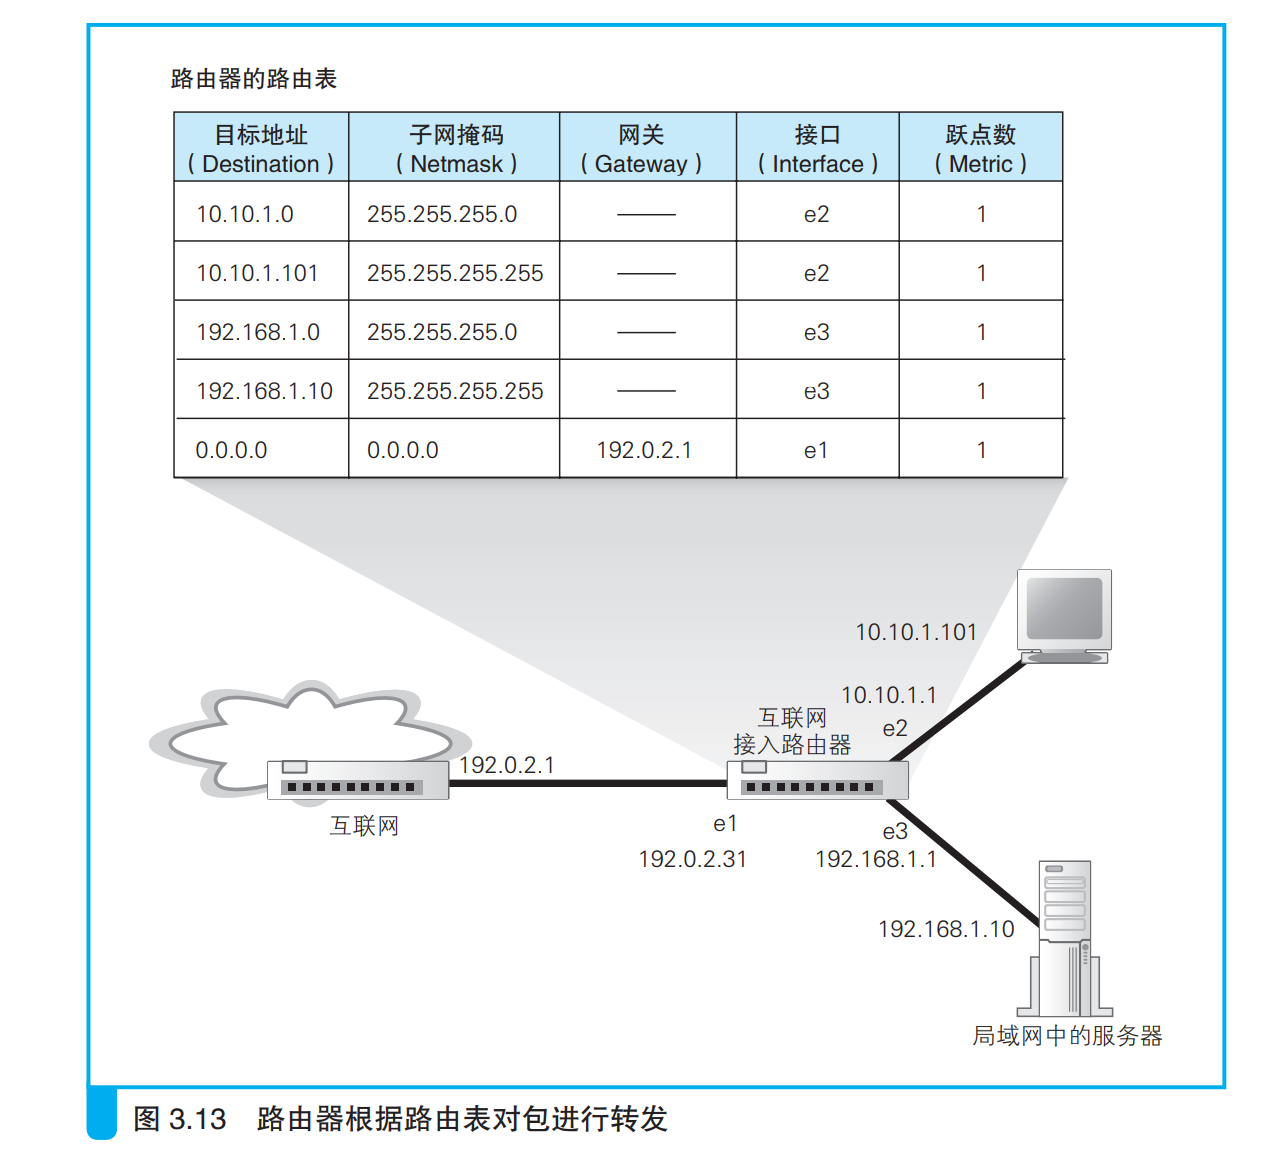 路由器的路由表
目标地址 子网掩码 网关 接口 跃点数
（Destination） （Netmask） （Gateway） （Interface） （Metric）
10.10.1.0 255.255.255.0 —— e2 1
10.10.1.101 255.255.255.255 —— e2 1
192.168.1.0 255.255.255.0 —— e3 1
192.168.1.10 255.255.255.255 —— e3 1
0.0.0.0 0.0.0.0 192.0.2.1 e1 1
10.10.1.101
10.10.1.1
互联网
接入路由器
e2
192.0.2.1
互联网
e1
192.0.2.31
e3
192.168.1.1
192.168.1.10
局域网中的服务器
图 3.13 路由器根据路由表对包进行转发